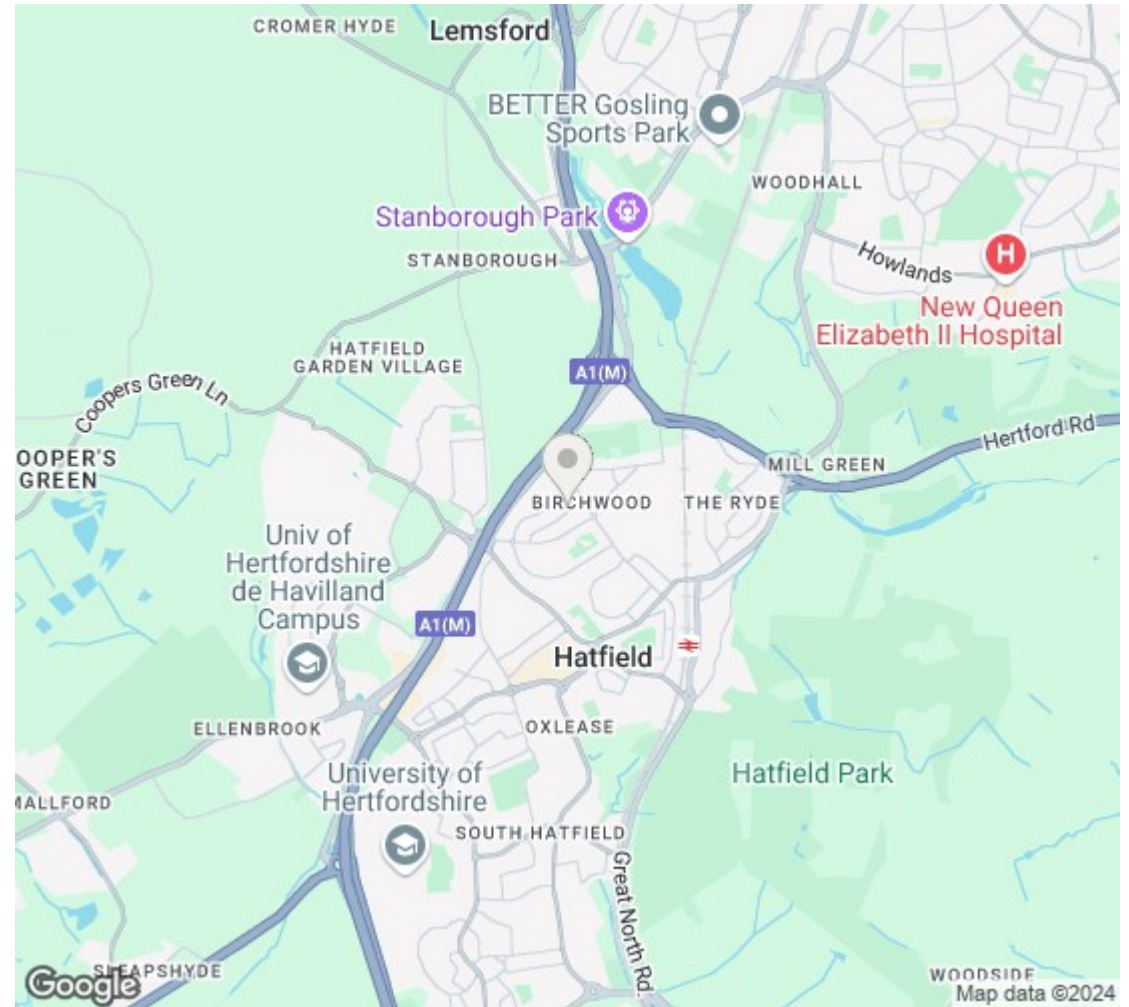 CROMER HYDE
Lemsford
BETTER Gosling
Sports Park
WOODHALL
Stanborough Park
STANBOROUGH
Howlands
H
New Queen
Elizabeth II Hospital
HATFIELD
GARDEN VILLAGE
A1(M)
Coopers Green Ln
Hertford Rd
OOPER'S
GREEN
MILL GREEN
BIRCHWOOD
THE RYDE
Univ of
Hertfordshire
de Havilland
Campus
A1(M)
Hatfield
ELLENBROOK
OXLEASE
University of
Hertfordshire
Hatfield Park
MALLFORD
SOUTH HATFIELD
Great North Rd.
SLEAPSHYDE
WOODSIDE
Google
Map data ©2024